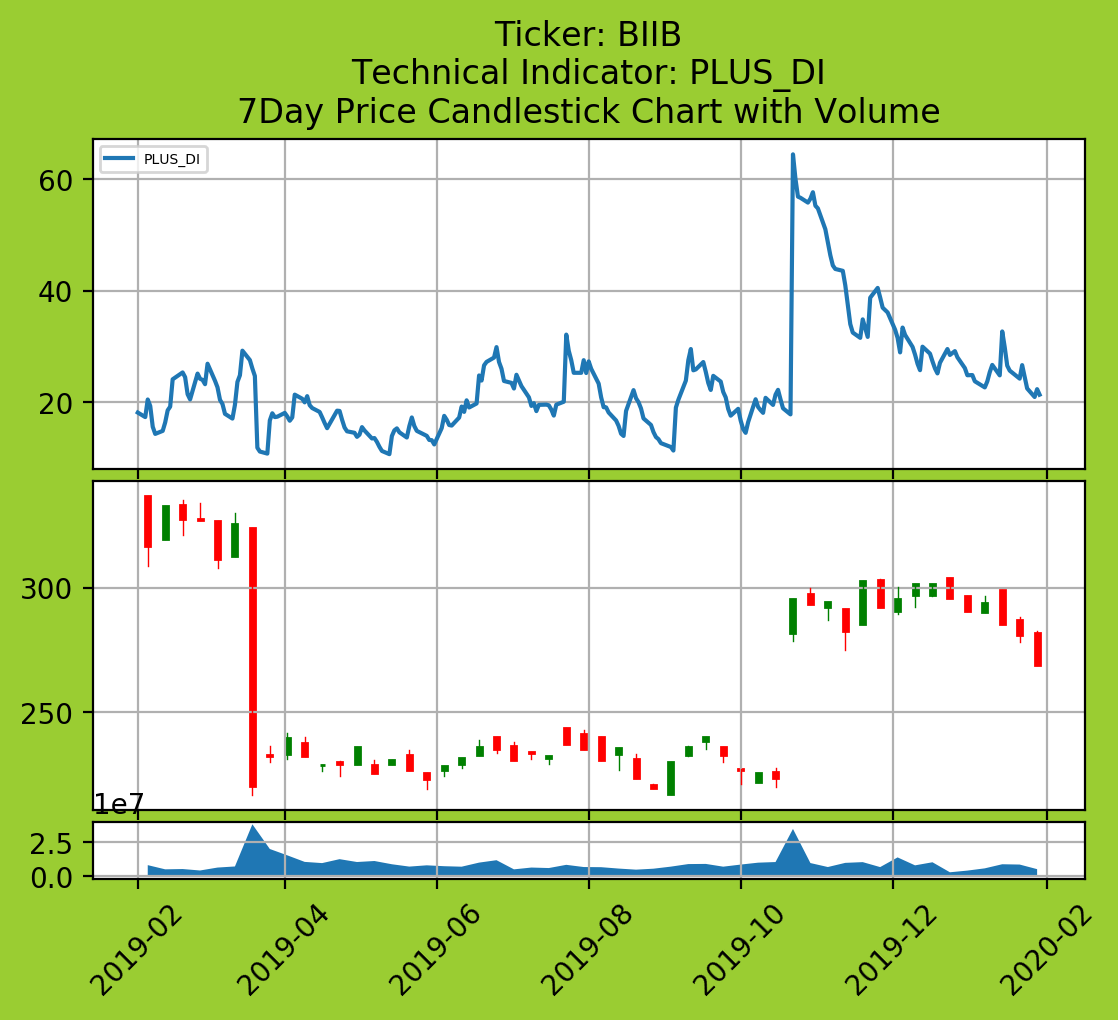 Ticker: BIIB
Technical Indicator: PLUS_DI
7Day Price Candlestick Chart with Volume
PLUS_DI
60
40
20
300
250
1e7
2.5
0.0
2019-02
2019-04
2019-06
2019-08
2019-10
2019-12
2020-02